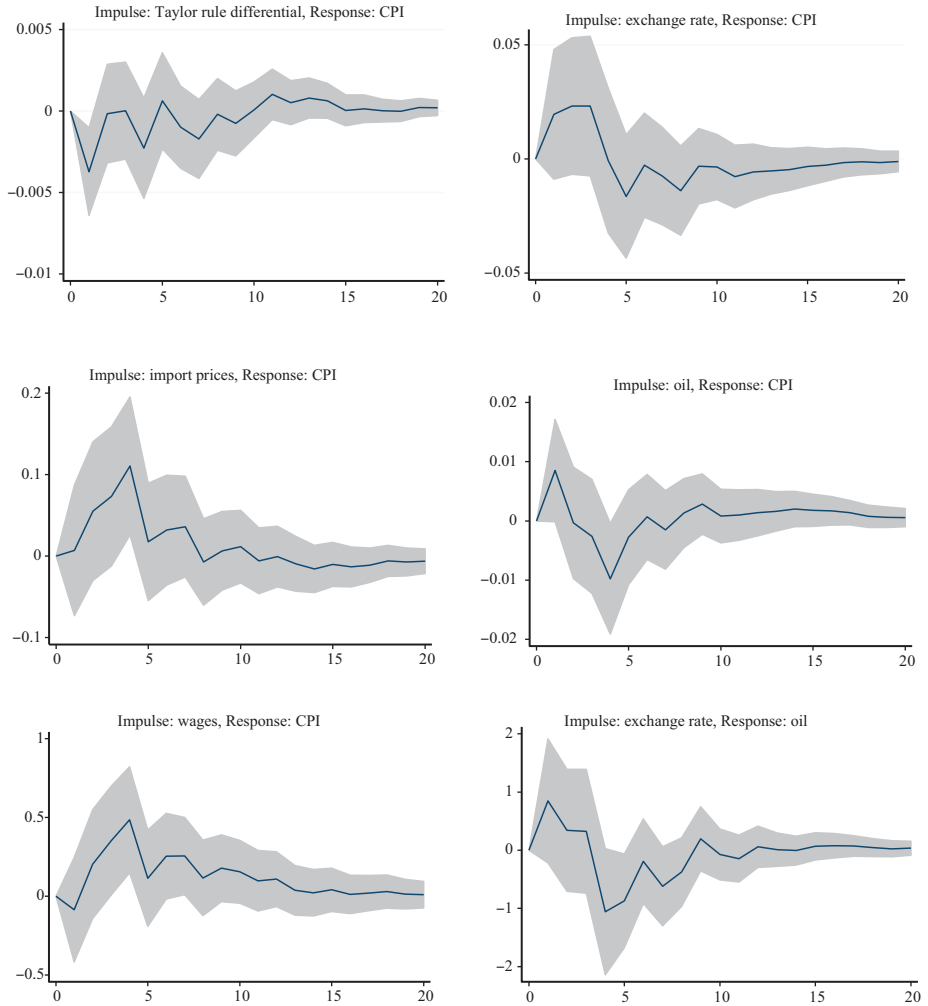 Impulse: Taylor rule differential, Response: CPI
0.005
0
−0.005
−0.01
0 5 10 15 20
Impulse: exchange rate, Response: CPI
0.05
0
−0.05
0 5 10 15 20
Impulse: import prices, Response: CPI
0.2
0.1
0
−0.1
0 5 10 15 20
Impulse: oil, Response: CPI
0.02
0.01
0
−0.01
−0.02
0 5 10 15 20
Impulse: wages, Response: CPI
1
0.5
0
−0.5
0 5 10 15 20
Impulse: exchange rate, Response: oil
2
1
0
−1
−2
0 5 10 15 20